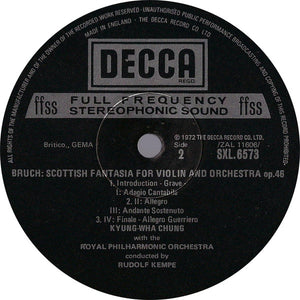 ALL RIGHTS OF THE MANUFACTURER AND OF THE OWNER OF THE RECORDED WORK RESERVED. UNAUTHORISED PUBLIC PERFORMANCE, BROADCASTING AND COPYING OF THIS RECORD PROHIBITED
MADE IN ENGLAND, THE DECCA RECORD CO LTD
DECCA
REGD
ffss
FULL FREQUENCY
STEREOPHONIC SOUND
ffss
Britico., GEMA
℗ 1972 THE DECCA RECORD CO. LTD.
Side
2
/ZAL 11606/
SXL.6573
BRUCH: SCOTTISH FANTASIA FOR VIOLIN AND ORCHESTRA op.46
1. Introduction - Grave
I: Adagio Cantabile
2. II: Allegro
III: Andante Sostenuto
3. IV: Finale - Allegro Guerriero
KYUNG-WHA CHUNG
with the
ROYAL PHILHARMONIC ORCHESTRA
conducted by
RUDOLF KEMPE